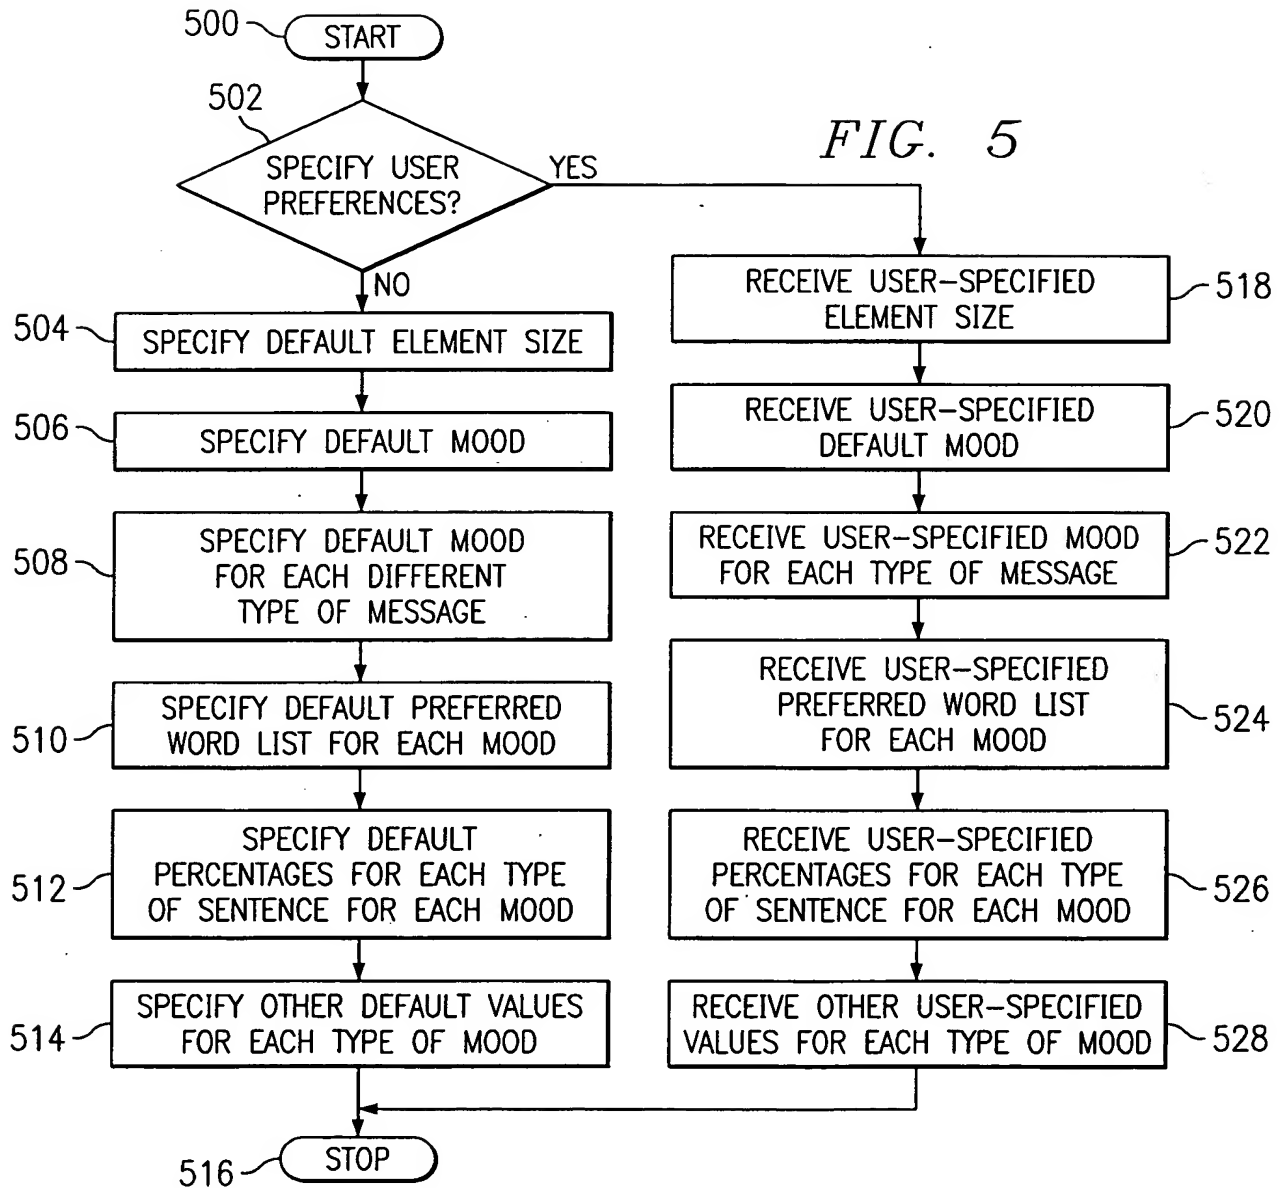 500
START
FIG. 5
502
SPECIFY USER
PREFERENCES?
YES
NO
504
SPECIFY DEFAULT ELEMENT SIZE
506
SPECIFY DEFAULT MOOD
508
SPECIFY DEFAULT MOOD
FOR EACH DIFFERENT
TYPE OF MESSAGE
510
SPECIFY DEFAULT PREFERRED
WORD LIST FOR EACH MOOD
512
SPECIFY DEFAULT
PERCENTAGES FOR EACH TYPE
OF SENTENCE FOR EACH MOOD
514
SPECIFY OTHER DEFAULT VALUES
FOR EACH TYPE OF MOOD
516
STOP
RECEIVE USER-SPECIFIED
ELEMENT SIZE
518
RECEIVE USER-SPECIFIED
DEFAULT MOOD
520
RECEIVE USER-SPECIFIED MOOD
FOR EACH TYPE OF MESSAGE
522
RECEIVE USER-SPECIFIED
PREFERRED WORD LIST
FOR EACH MOOD
524
RECEIVE USER-SPECIFIED
PERCENTAGES FOR EACH TYPE
OF SENTENCE FOR EACH MOOD
526
RECEIVE OTHER USER-SPECIFIED
VALUES FOR EACH TYPE OF MOOD
528